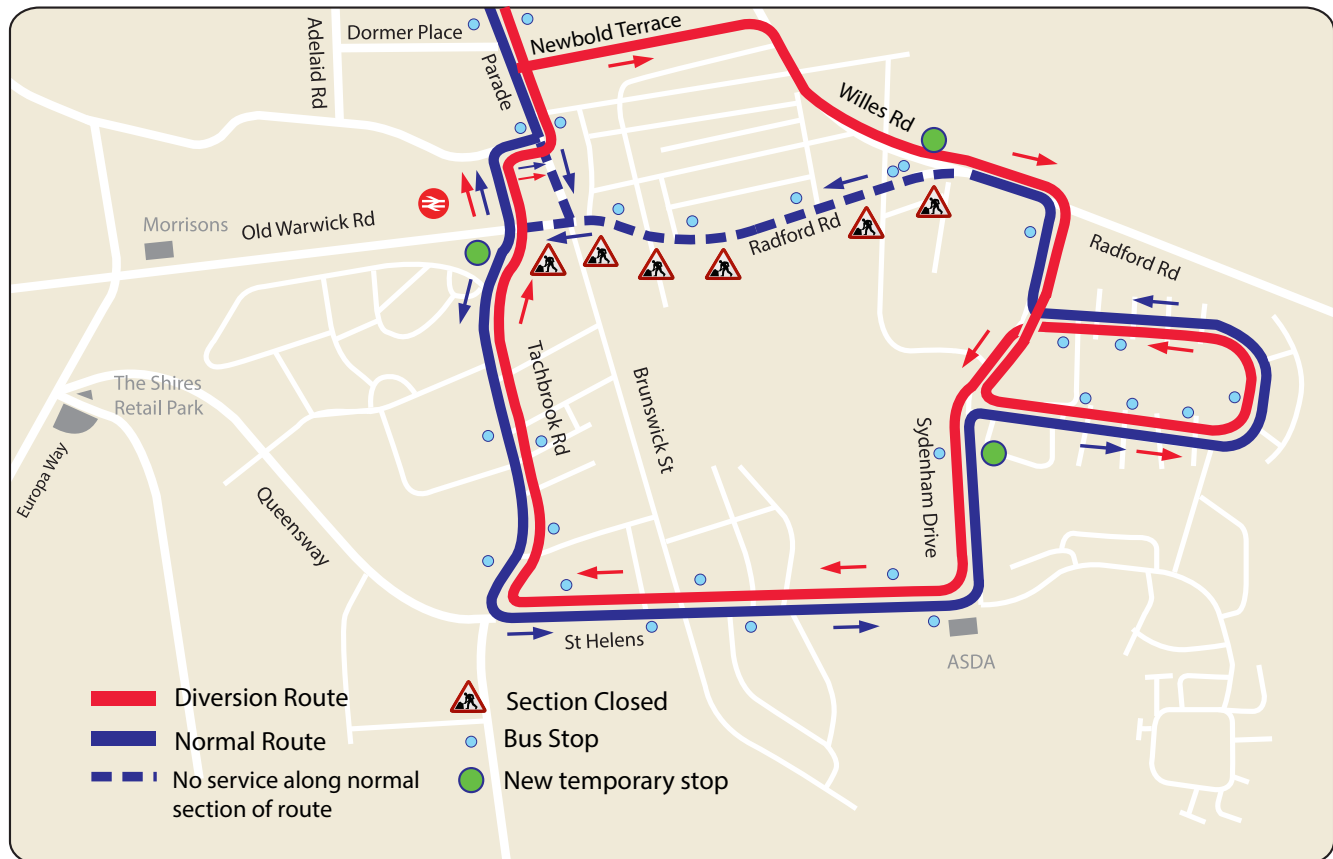 Adelaid Rd
Dormer Place
Parade
Newbold Terrace
Willes Rd
Morrisons
Old Warwick Rd
Radford Rd
Radford Rd
The Shires
Retail Park
Europa Way
Queensway
Tachbrook Rd
Brunswick St
Sydenham Drive
St Helens
ASDA
Diversion Route
Normal Route
No service along normal
section of route
Section Closed
Bus Stop
New temporary stop